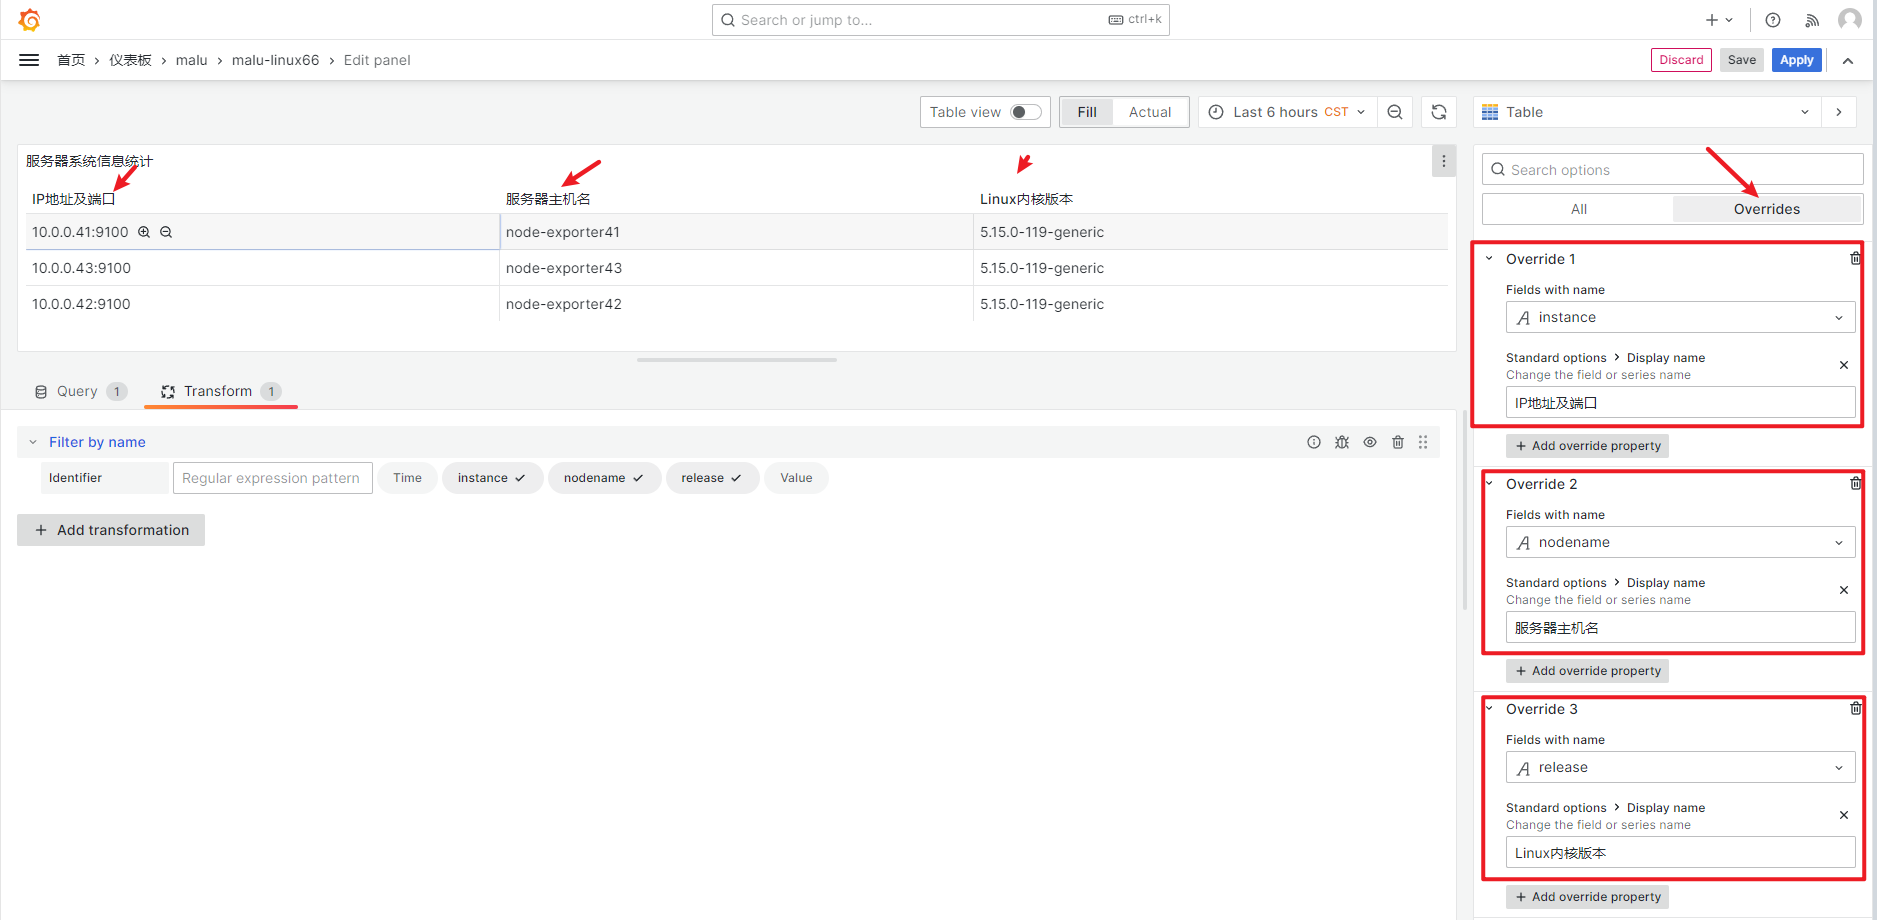 Search or jump to...
ctrl+k
首页 › 仪表板 › malu › malu-linux66 › Edit panel
Discard
Save
Apply
Table view
Fill
Actual
Last 6 hours CST
Table
服务器系统信息统计
IP地址及端口
服务器主机名
Linux内核版本
10.0.0.41:9100
node-exporter41
5.15.0-119-generic
10.0.0.43:9100
node-exporter43
5.15.0-119-generic
10.0.0.42:9100
node-exporter42
5.15.0-119-generic
Query 1
Transform 1
Filter by name
Identifier
Regular expression pattern
Time
instance
nodename
release
Value
+ Add transformation
Search options
All
Overrides
Override 1
Fields with name
instance
Standard options > Display name
Change the field or series name
IP地址及端口
+ Add override property
Override 2
Fields with name
nodename
Standard options > Display name
Change the field or series name
服务器主机名
+ Add override property
Override 3
Fields with name
release
Standard options > Display name
Change the field or series name
Linux内核版本
+ Add override property